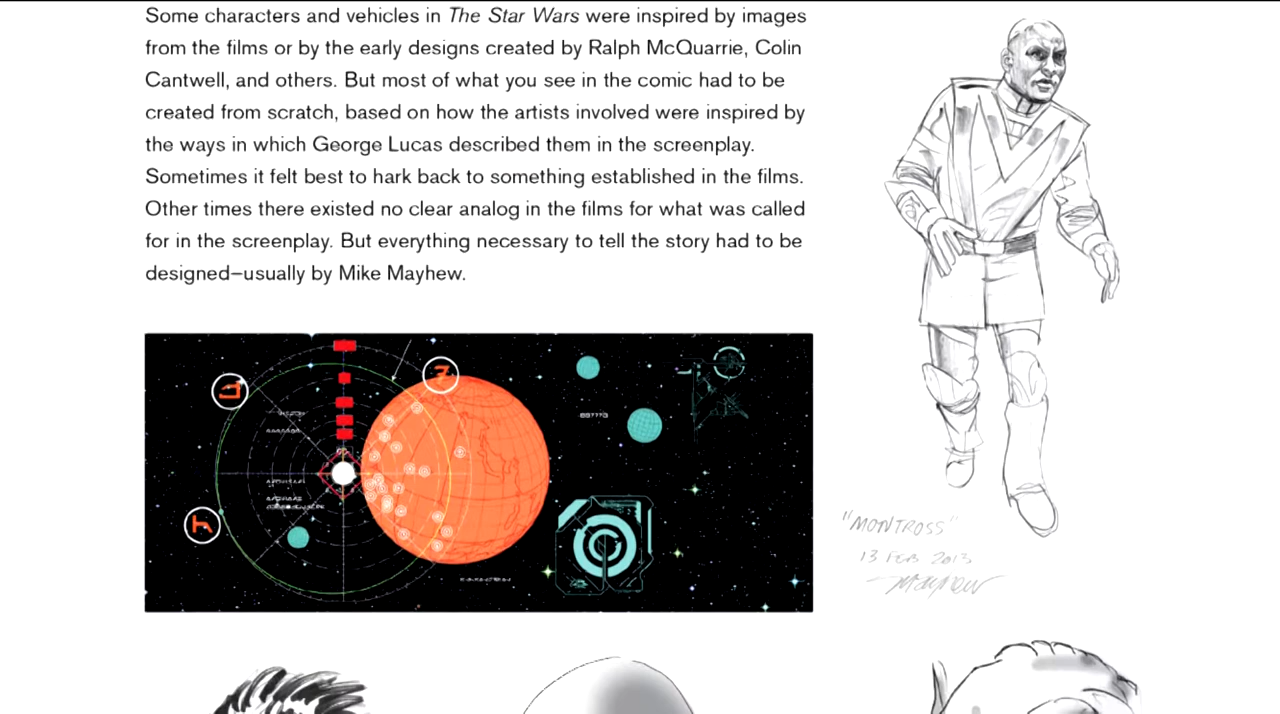 Some characters and vehicles in The Star Wars were inspired by images
from the films or by the early designs created by Ralph McQuarrie, Colin
Cantwell, and others. But most of what you see in the comic had to be
created from scratch, based on how the artists involved were inspired by
the ways in which George Lucas described them in the screenplay.
Sometimes it felt best to hark back to something established in the films.
Other times there existed no clear analog in the films for what was called
for in the screenplay. But everything necessary to tell the story had to be
designed—usually by Mike Mayhew.
"MONTROSS"
13 FEB 2013
Mayhew